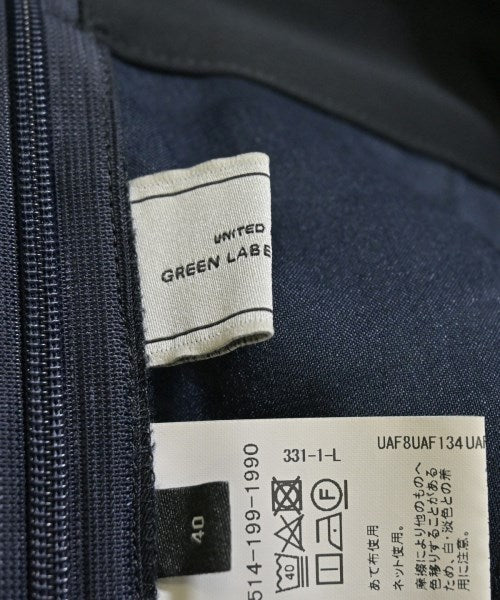 UNITED
GREEN LABE
40
3514-199-1990
331-1-L
UAF8UAF134UAF
40
F
あて布使用
ネット使用。
摩擦により他のものへ
色移りすることがある
ため、白・淡色との兼
用に注意。